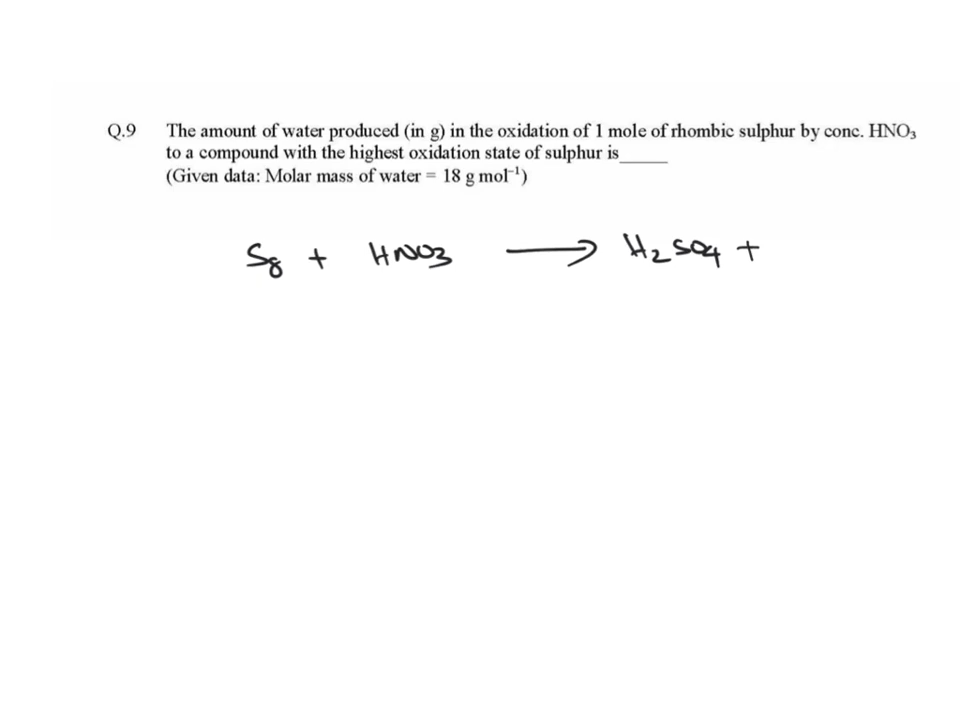 Q.9 The amount of water produced (in g) in the oxidation of 1 mole of rhombic sulphur by conc. HNO₃
to a compound with the highest oxidation state of sulphur is_____
(Given data: Molar mass of water = 18 g mol⁻¹)
S₈ + HNO₃ ⟶ H₂SO₄ +